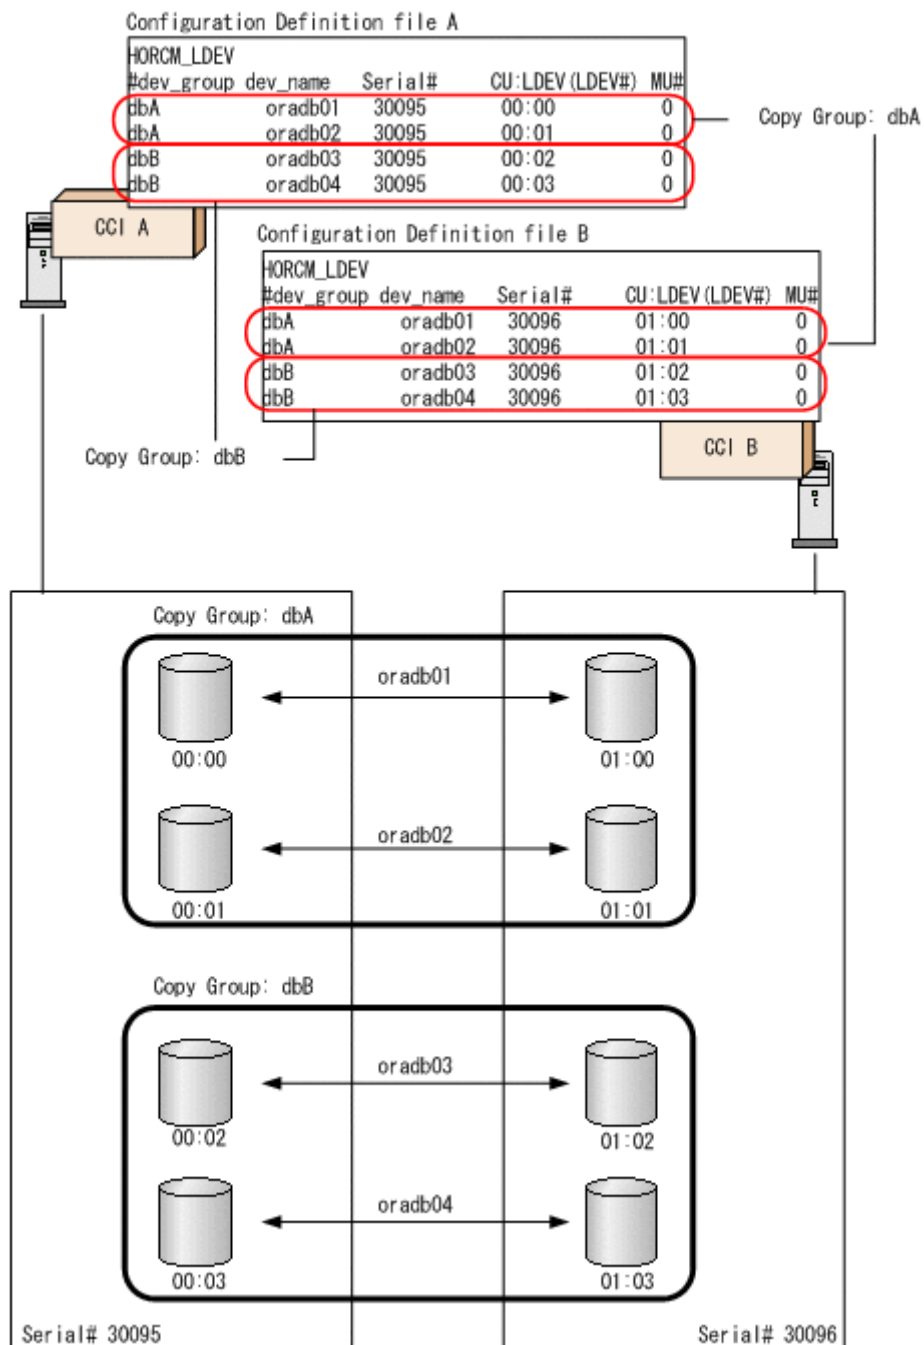 Configuration Definition file A
HORCM_LDEV
#dev_group dev_name Serial# CU:LDEV(LDEV#) MU#
dbA oradb01 30095 00:00 0
dbA oradb02 30095 00:01 0
dbB oradb03 30095 00:02 0
dbB oradb04 30095 00:03 0
Copy Group: dbA
CCI A
Configuration Definition file B
HORCM_LDEV
#dev_group dev_name Serial# CU:LDEV(LDEV#) MU#
dbA oradb01 30096 01:00 0
dbA oradb02 30096 01:01 0
dbB oradb03 30096 01:02 0
dbB oradb04 30096 01:03 0
Copy Group: dbB
CCI B
Copy Group: dbA
oradb01
00:00 01:00
oradb02
00:01 01:01
Copy Group: dbB
oradb03
00:02 01:02
oradb04
00:03 01:03
Serial# 30095 Serial# 30096